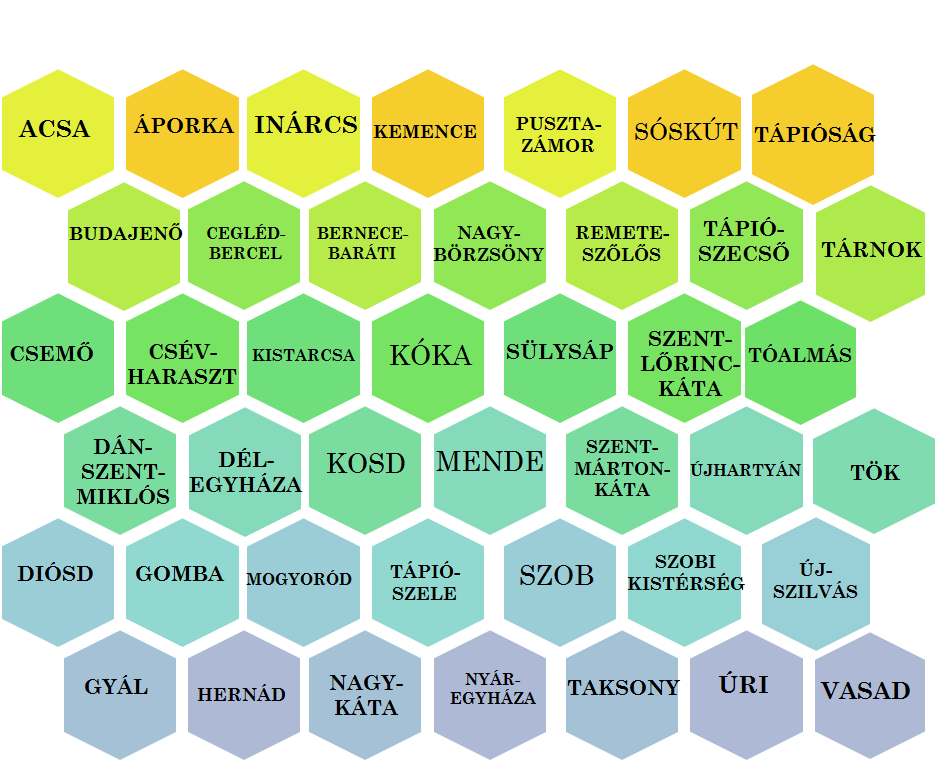 ACSA
ÁPORKA
INÁRCS
KEMENCE
PUSZTA-
ZÁMOR
SÓSKÚT
TÁPIÓSÁG
BUDAJENŐ
CEGLÉD-
BERCEL
BERNECE-
BARÁTI
NAGY-
BÖRZSÖNY
REMETE-
SZŐLŐS
TÁPIÓ-
SZECSŐ
TÁRNOK
CSEMŐ
CSÉV-
HARASZT
KISTARCSA
KÓKA
SÜLYSÁP
SZENT-
LŐRINC-
KÁTA
TÓALMÁS
DÁN-
SZENT-
MIKLÓS
DÉL-
EGYHÁZA
KOSD
MENDE
SZENT-
MÁRTON-
KÁTA
ÚJHARTYÁN
TÖK
DIÓSD
GOMBA
MOGYORÓD
TÁPIÓ-
SZELE
SZOB
SZOBI
KISTÉRSÉG
ÚJ-
SZILVÁS
GYÁL
HERNÁD
NAGY-
KÁTA
NYÁR-
EGYHÁZA
TAKSONY
ÚRI
VASAD